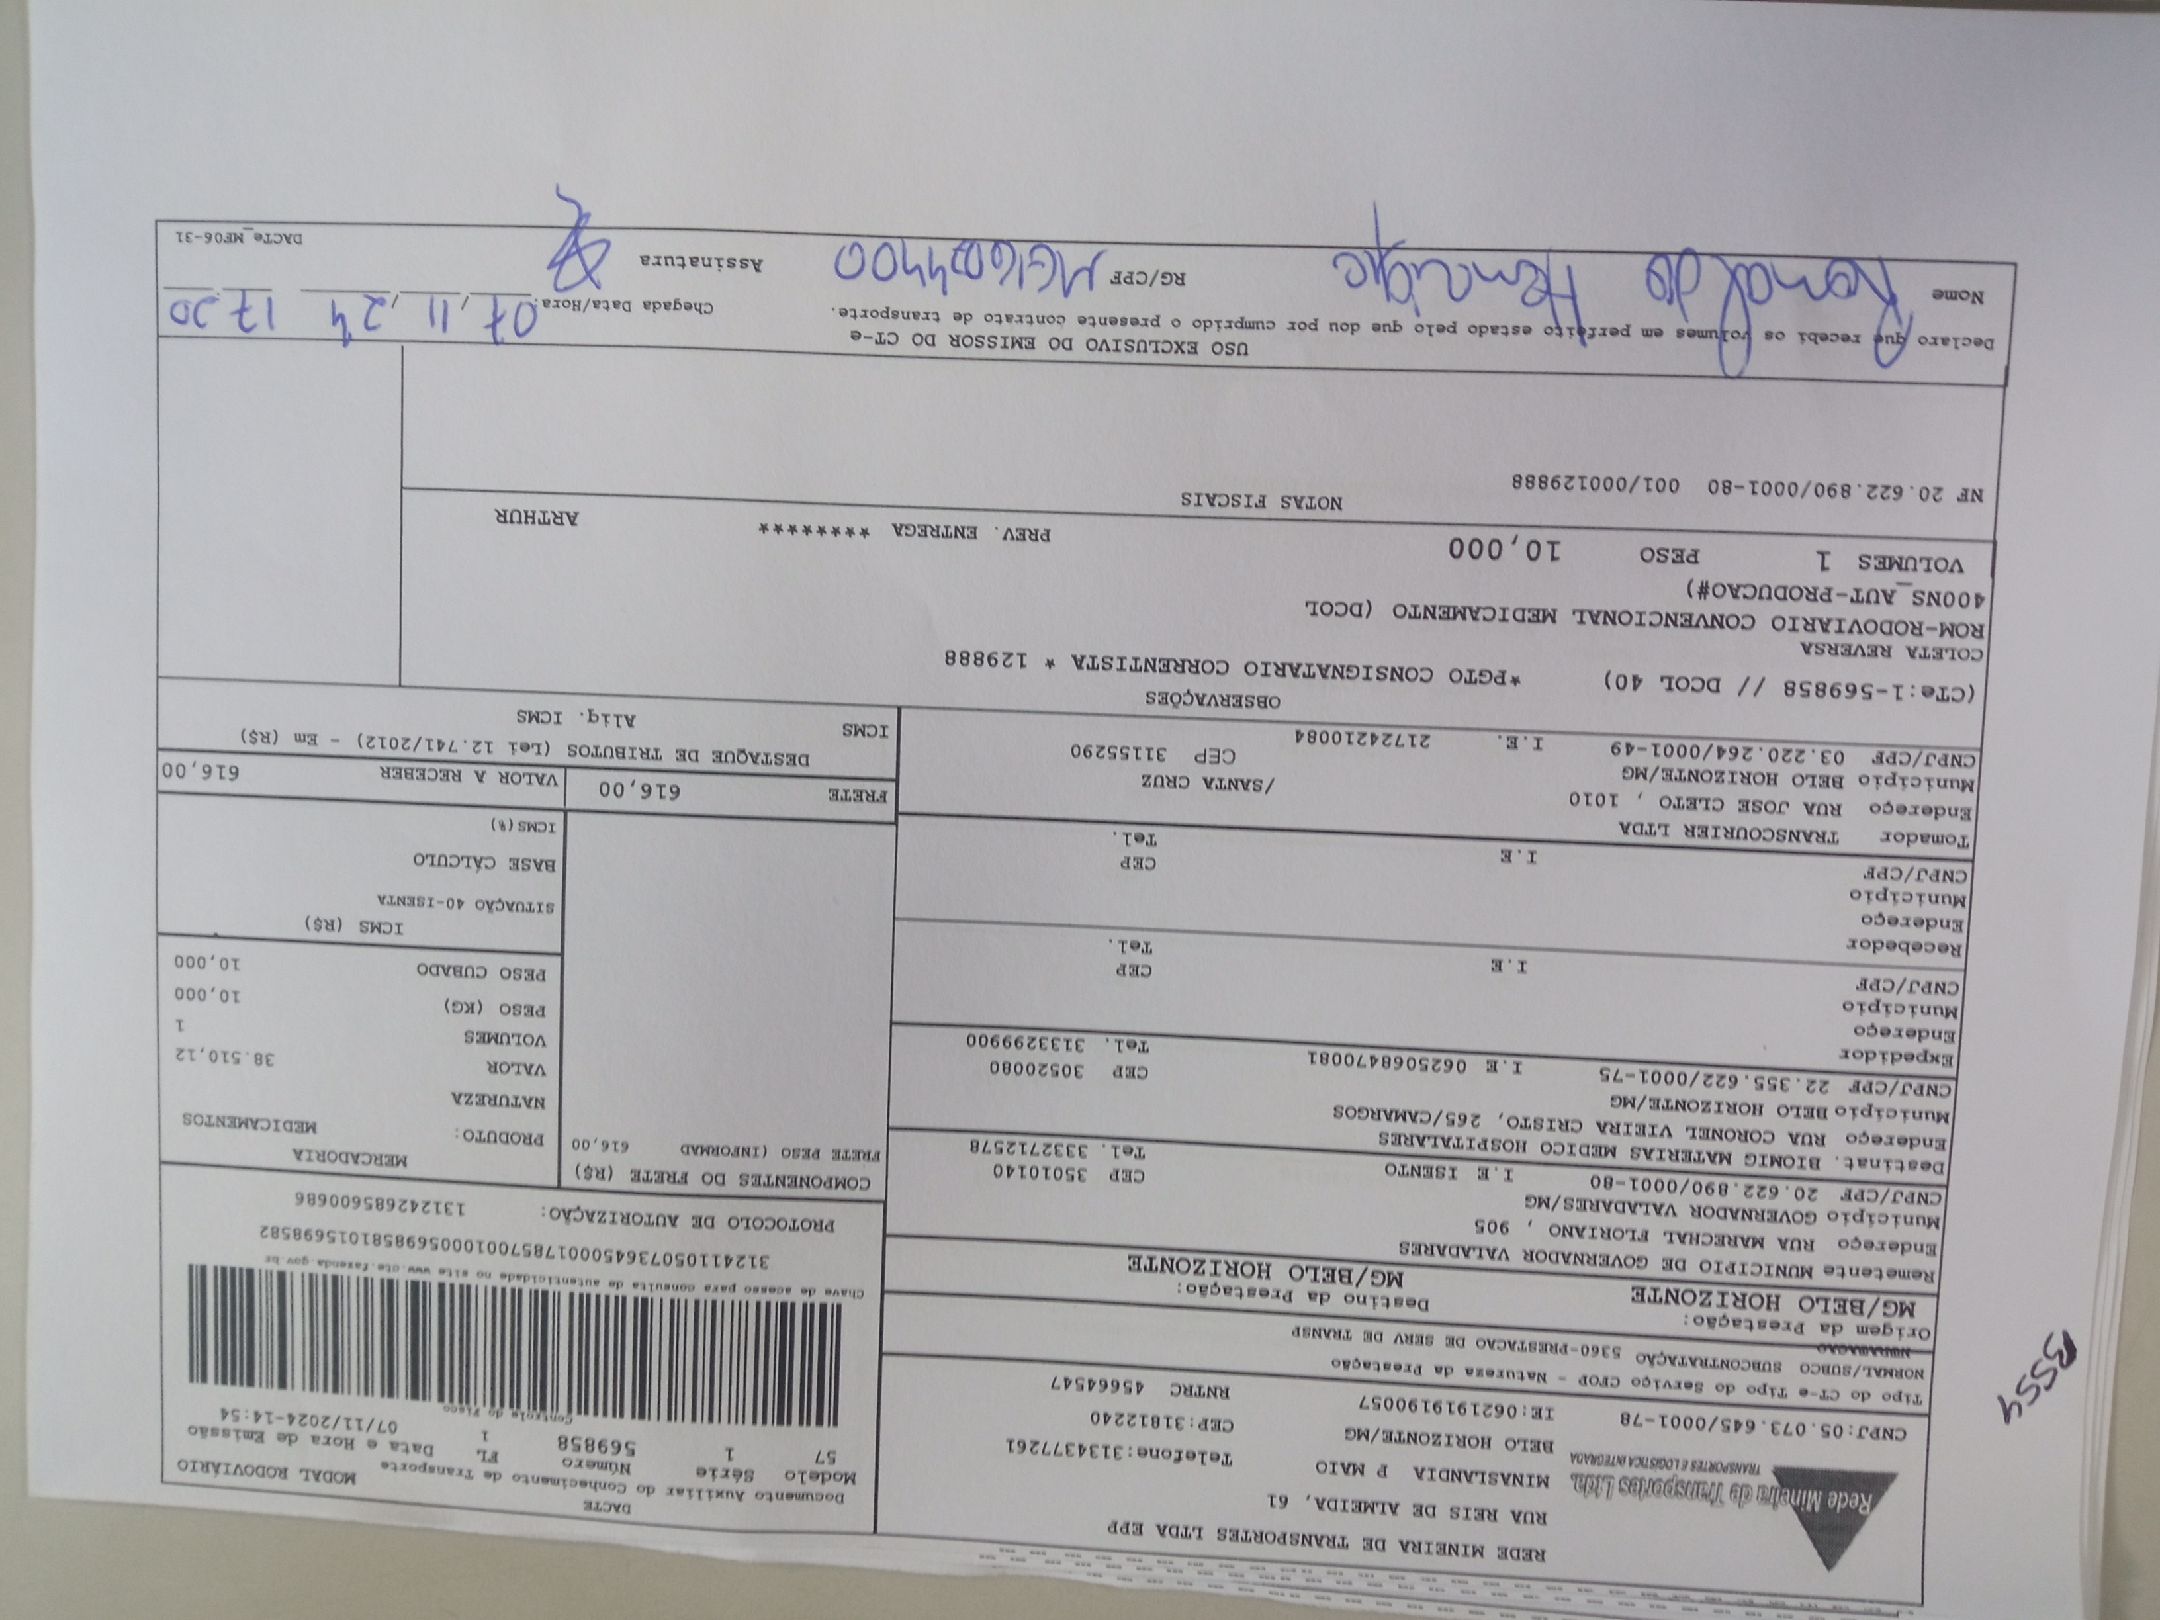 REDE MINEIRA DE TRANSPORTES LTDA EPP
RUA REIS DE ALMEIDA, 61
MINASLANDIA P MAIO Telefone:3134377261
BELO HORIZONTE/MG CEP:31812240
Rede Mineira de Transportes Ltda.
TRANSPORTES E LOGÍSTICA INTEGRADA
CNPJ:05.073.645/0001-78 IE:0621919190057 RNTRC 45664547
DACTE
Documento Auxiliar do Conhecimento de Transporte MODAL RODOVIÁRIO
Modelo Série Número FL Data e Hora de Emissão
57 1 569858 1 07/11/2024-14:54
Controle do Fisco
Chave de acesso para consulta de autenticidade no site www.cte.fazenda.gov.br
31241105073645000178570010005698581015698582
PROTOCOLO DE AUTORIZAÇÃO: 131242685600686
Tipo do CT-e Tipo do Serviço CFOP - Natureza da Prestação
NORMAL/SUBCO SUBCONTRATAÇÃO 5360-PRESTACAO DE SERV DE TRANSP
Origem da Prestação: Destino da Prestação:
MG/BELO HORIZONTE MG/BELO HORIZONTE
Remetente MUNICIPIO DE GOVERNADOR VALADARES
Endereço RUA MARECHAL FLORIANO , 905
Município GOVERNADOR VALADARES/MG CEP 35010140
CNPJ/CPF 20.622.890/0001-80 I.E ISENTO Tel. 3332712578
Destinat. BIOMIG MATERIAS MEDICO HOSPITALARES
Endereço RUA CORONEL VIEIRA CRISTO, 265/CAMARGOS
Município BELO HORIZONTE/MG CEP 30520080
CNPJ/CPF 22.355.622/0001-75 I.E 0625068470081 Tel. 3133299900
Expedidor
Endereço
Município CEP
CNPJ/CPF I.E Tel.
Recebedor
Endereço
Município CEP
CNPJ/CPF I.E Tel.
Tomador TRANSCOURIER LTDA
Endereço RUA JOSE CLETO , 1010 /SANTA CRUZ
Município BELO HORIZONTE/MG CEP 31155290
CNPJ/CPF 03.220.264/0001-49 I.E. 21724210084
COMPONENTES DO FRETE (R$)
FRETE PESO (INFORMAD 616,00
FRETE 616,00
MERCADORIA
PRODUTO: MEDICAMENTOS
NATUREZA
VALOR 38.510,12
VOLUMES 1
PESO (KG) 10,000
PESO CUBADO 10,000
ICMS (R$)
SITUAÇÃO 40-ISENTA
BASE CÁLCULO
ICMS(%)
VALOR A RECEBER 616,00
DESTAQUE DE TRIBUTOS (Lei 12.741/2012) - Em (R$)
ICMS Aliq. ICMS
OBSERVAÇÕES
(CTe:1-569858 // DCOL 40) *PGTO CONSIGNATARIO CORRENTISTA * 129888
COLETA REVERSA
ROM-RODOVIARIO CONVENCIONAL MEDICAMENTO (DCOL
400NS_AUT-PRODUCAO#)
VOLUMES 1 PESO 10,000 PREV. ENTREGA ******** ARTHUR
NOTAS FISCAIS
NF 20.622.890/0001-80 001/000129888
USO EXCLUSIVO DO EMISSOR DO CT-e
Declaro que recebi os volumes em perfeito estado pelo que dou por cumprido o presente contrato de transporte.
Chegada Data/Hora: 07,11,24 17 20
Nome Ronaldo Henrique RG/CPF Assinatura
DACTe_MF06-31